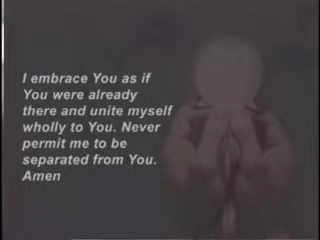 I embrace You as if
You were already
there and unite myself
wholly to You. Never
permit me to be
separated from You.
Amen